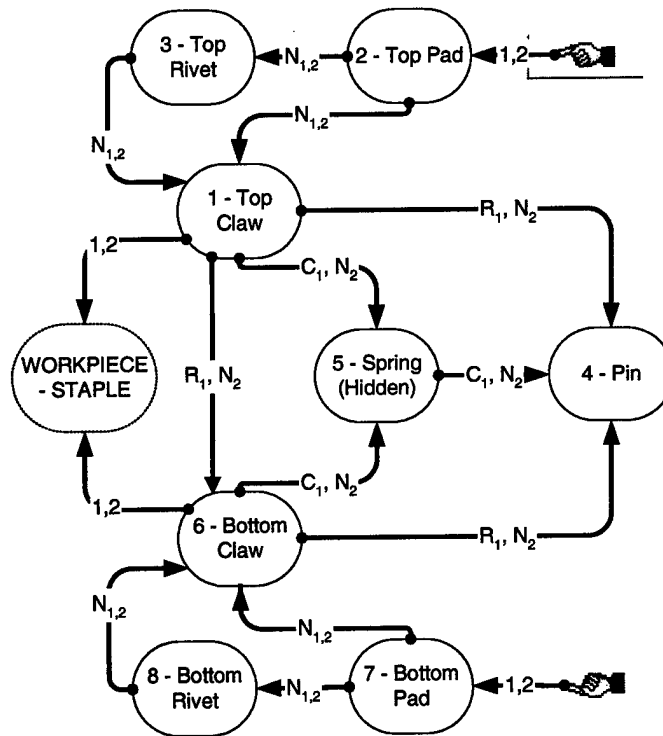 3 - Top
Rivet
N₁,₂
2 - Top Pad
1,2
N₁,₂
N₁,₂
1 - Top
Claw
R₁, N₂
1,2
C₁, N₂
WORKPIECE
- STAPLE
R₁, N₂
5 - Spring
(Hidden)
C₁, N₂
4 - Pin
1,2
C₁, N₂
6 - Bottom
Claw
R₁, N₂
N₁,₂
N₁,₂
8 - Bottom
Rivet
N₁,₂
7 - Bottom
Pad
1,2